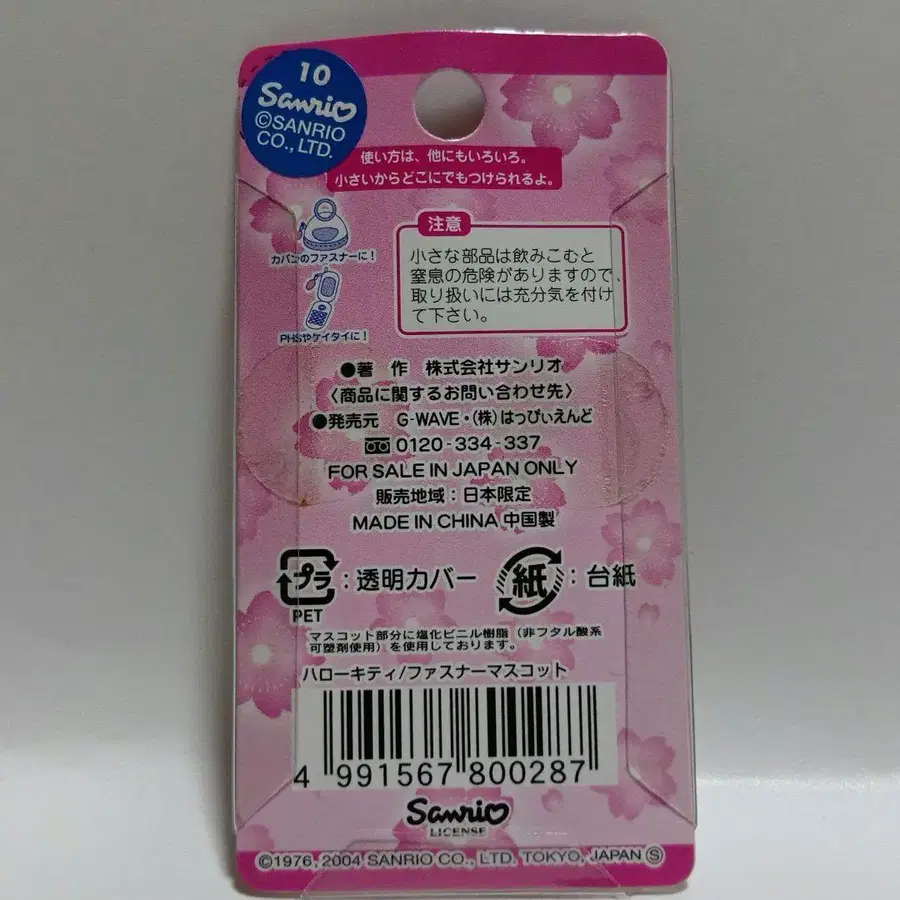 10
Sanrio
©SANRIO
CO., LTD.
使い方は、他にもいろいろ。
小さいからどこにでもつけられるよ。
カバンのファスナーに!
PHSやケイタイに!
注意
小さな部品は飲みこむと
窒息の危険がありますので、
取り扱いには充分気を付け
て下さい。
●著 作 株式会社サンリオ
〈商品に関するお問い合わせ先〉
●発売元 G-WAVE・(株)はっぴぃえんど
0120-334-337
FOR SALE IN JAPAN ONLY
販売地域:日本限定
MADE IN CHINA 中国製
プラ:透明カバー
PET
紙:台紙
マスコット部分に塩化ビニル樹脂(非フタル酸系
可塑剤使用)を使用しております。
ハローキティ/ファスナーマスコット
4 991567 800287
Sanrio
LICENSE
©1976, 2004 SANRIO CO., LTD. TOKYO, JAPAN Ⓢ